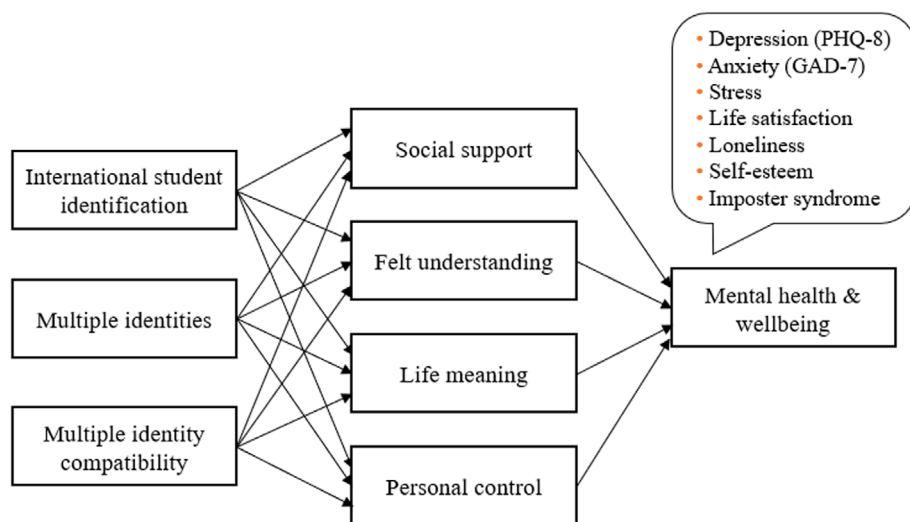 • Depression (PHQ-8)
• Anxiety (GAD-7)
• Stress
• Life satisfaction
• Loneliness
• Self-esteem
• Imposter syndrome
International student
identification
Multiple identities
Multiple identity
compatibility
Social support
Felt understanding
Life meaning
Personal control
Mental health &
wellbeing